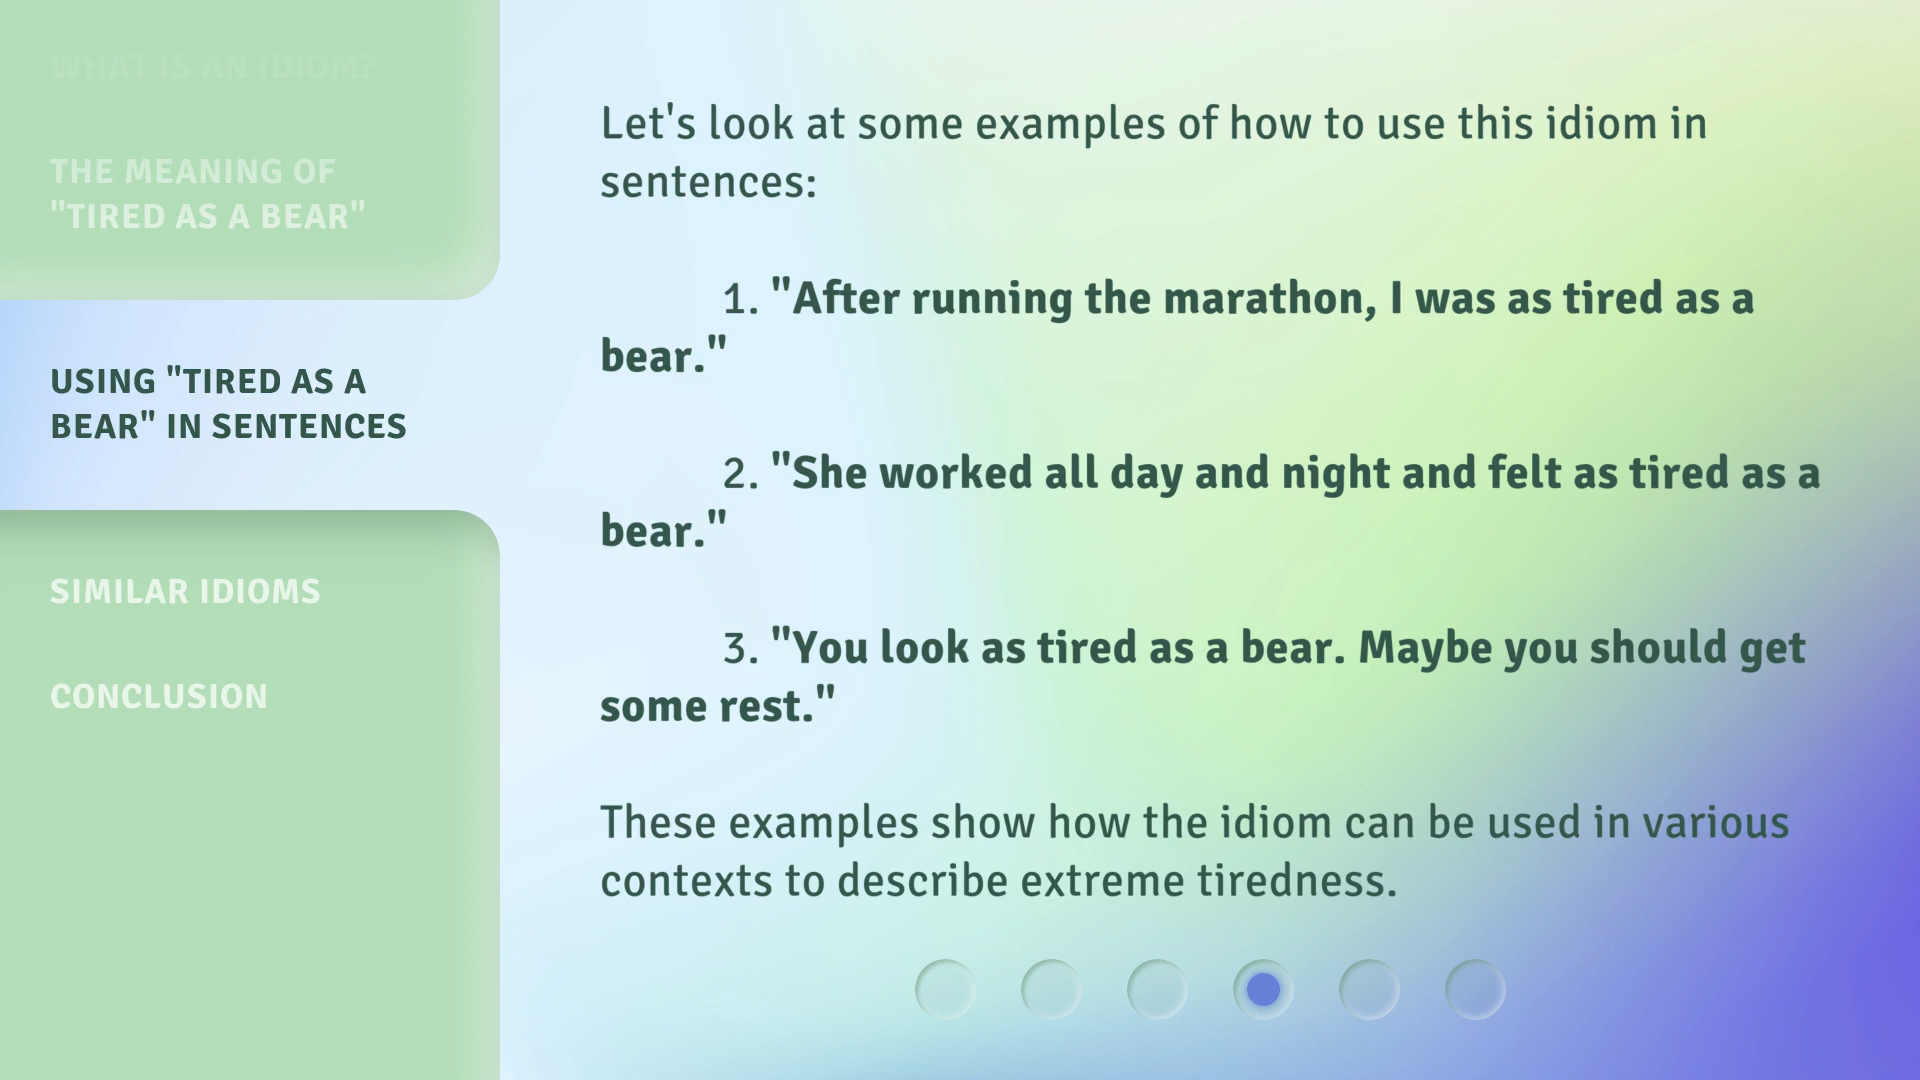 WHAT IS AN IDIOM?
THE MEANING OF
"TIRED AS A BEAR"
USING "TIRED AS A
BEAR" IN SENTENCES
SIMILAR IDIOMS
CONCLUSION
Let's look at some examples of how to use this idiom in
sentences:
1. "After running the marathon, I was as tired as a
bear."
2. "She worked all day and night and felt as tired as a
bear."
3. "You look as tired as a bear. Maybe you should get
some rest."
These examples show how the idiom can be used in various
contexts to describe extreme tiredness.